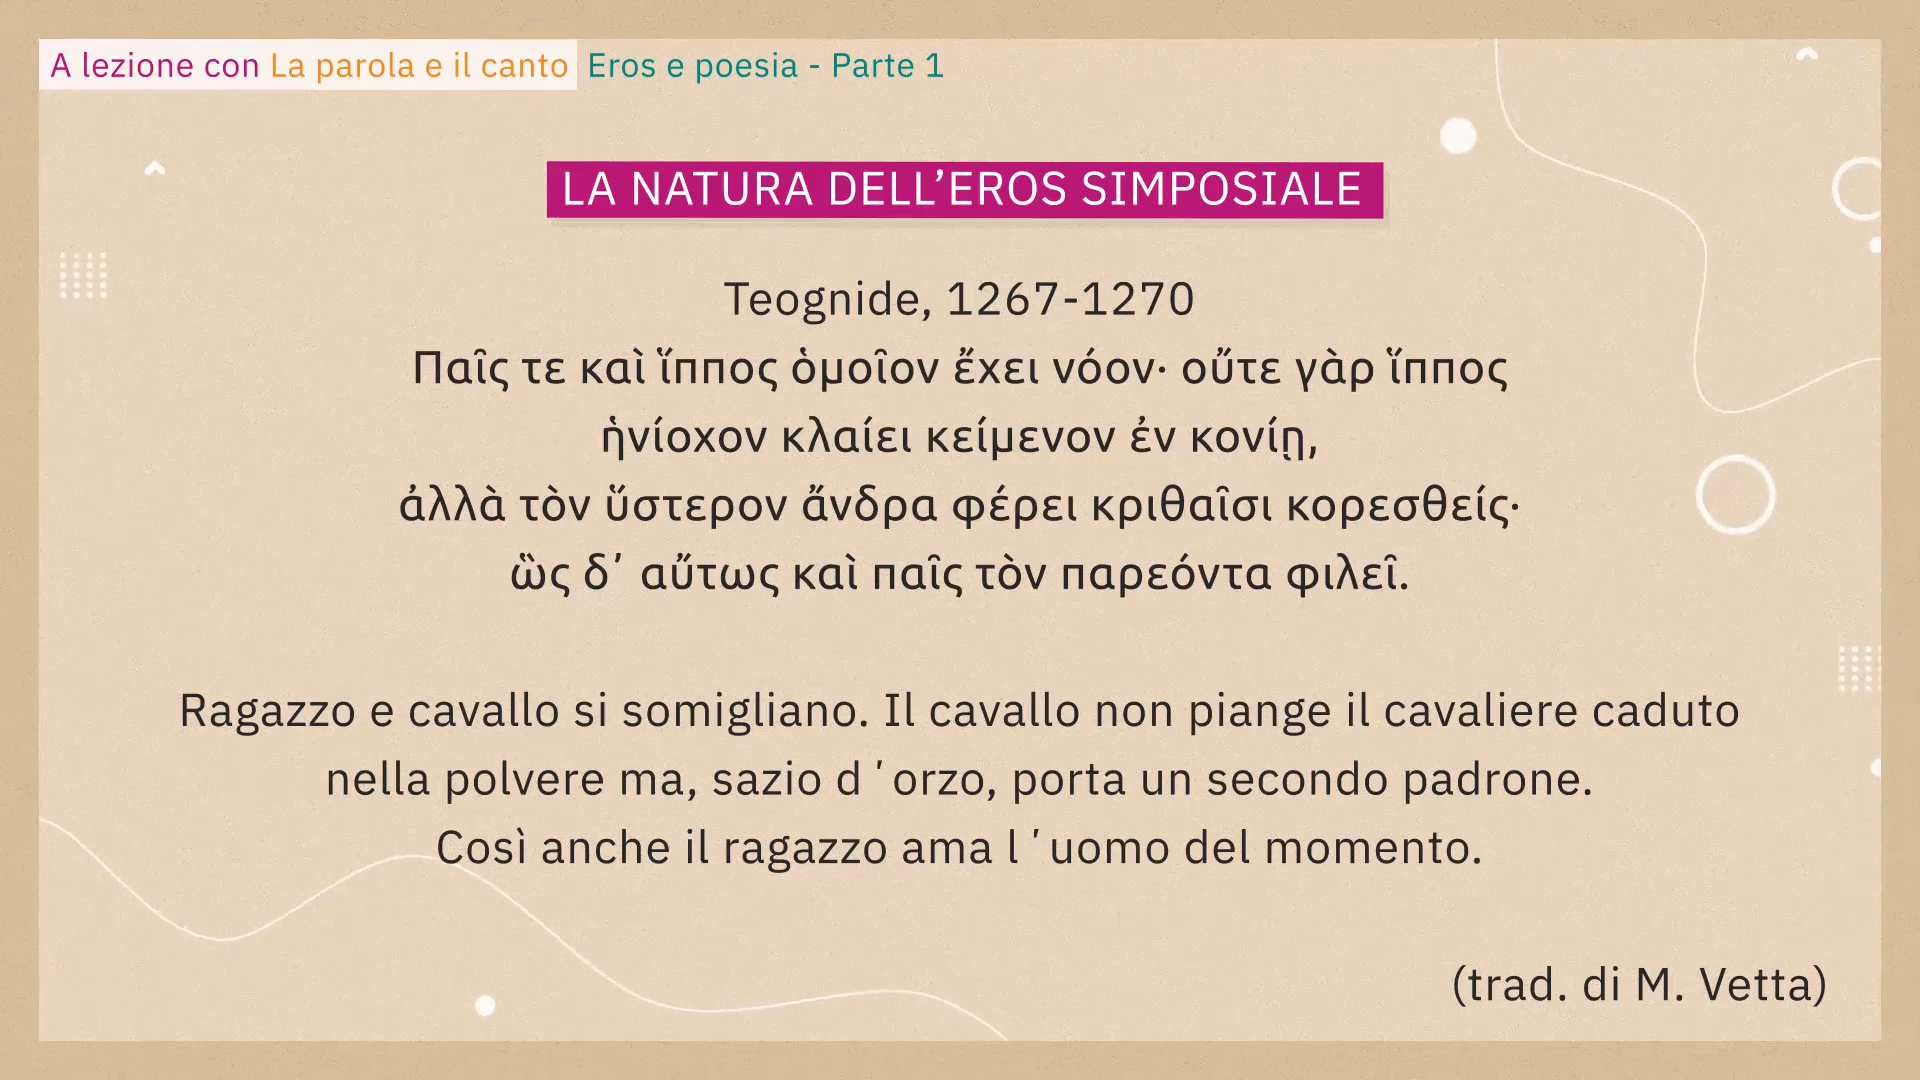 A lezione con La parola e il canto Eros e poesia - Parte 1
LA NATURA DELL’EROS SIMPOSIALE
Teognide, 1267-1270
Παῖς τε καὶ ἵππος ὁμοῖον ἔχει νόον· οὔτε γὰρ ἵππος
ἡνίοχον κλαίει κείμενον ἐν κονίῃ,
ἀλλὰ τὸν ὕστερον ἄνδρα φέρει κριθαῖσι κορεσθείς·
ὣς δ᾽ αὔτως καὶ παῖς τὸν παρεόντα φιλεῖ.
Ragazzo e cavallo si somigliano. Il cavallo non piange il cavaliere caduto
nella polvere ma, sazio d ʹ orzo, porta un secondo padrone.
Così anche il ragazzo ama l ʹ uomo del momento.
(trad. di M. Vetta)